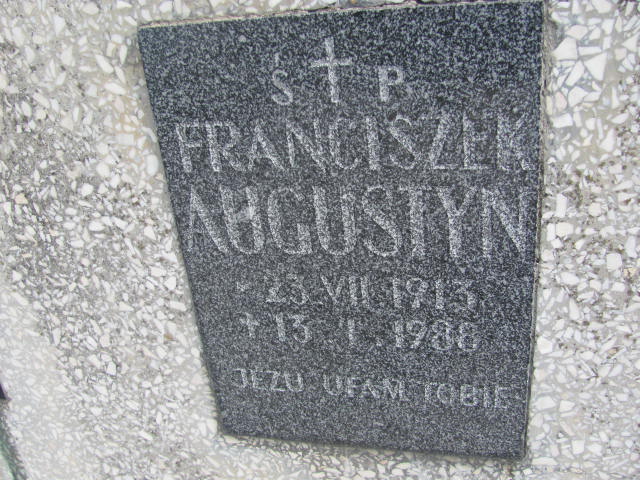 Ś † P
FRANCISZEK
AUGUSTYN
* 23.VII.1913
† 13. I. 1988
JEZU UFAM TOBIE